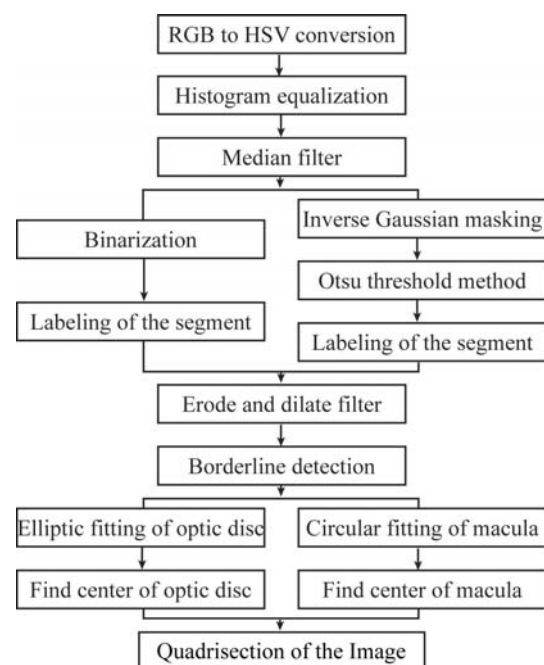 RGB to HSV conversion
Histogram equalization
Median filter
Binarization
Labeling of the segment
Inverse Gaussian masking
Otsu threshold method
Labeling of the segment
Erode and dilate filter
Borderline detection
Elliptic fitting of optic disc
Find center of optic disc
Circular fitting of macula
Find center of macula
Quadrisection of the Image